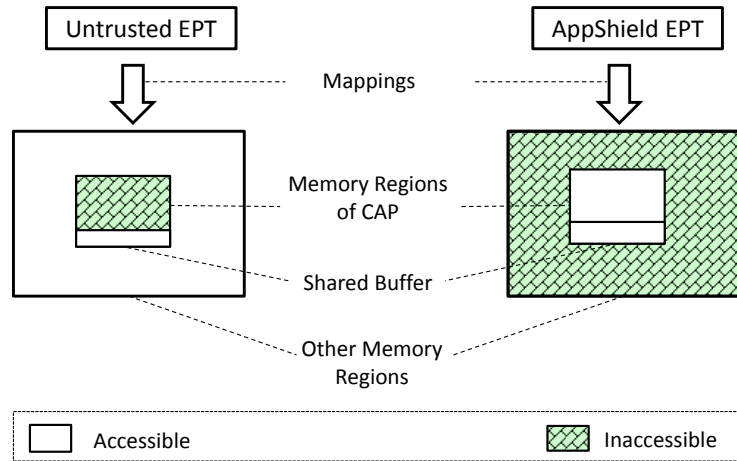 Untrusted EPT
AppShield EPT
Mappings
Memory Regions
of CAP
Shared Buffer
Other Memory
Regions
Accessible
Inaccessible